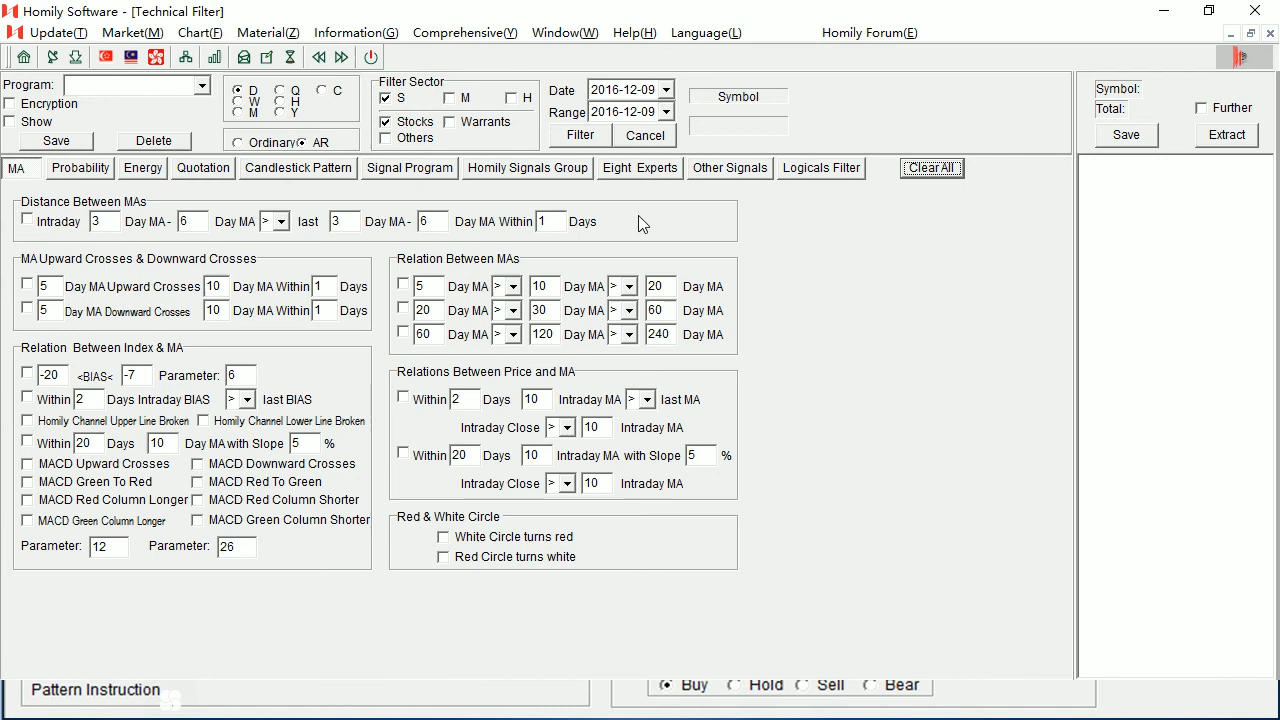 Homily Software - [Technical Filter]
Update(T) Market(M) Chart(F) Material(Z) Information(G) Comprehensive(Y) Window(W) Help(H) Language(L) Homily Forum(E)
Program:
Encryption
Show
Save Delete
D Q C
W H
M Y
Ordinary AR
Filter Sector
S M H
Stocks Warrants
Others
Date 2016-12-09
Range 2016-12-09
Filter Cancel
Symbol
Symbol:
Total: Further
Save Extract
MA Probability Energy Quotation Candlestick Pattern Signal Program Homily Signals Group Eight Experts Other Signals Logicals Filter Clear All
Distance Between MAs
Intraday 3 Day MA - 6 Day MA > last 3 Day MA - 6 Day MA Within 1 Days
MA Upward Crosses & Downward Crosses
5 Day MA Upward Crosses 10 Day MA Within 1 Days
5 Day MA Downward Crosses 10 Day MA Within 1 Days
Relation Between MAs
5 Day MA > 10 Day MA > 20 Day MA
20 Day MA > 30 Day MA > 60 Day MA
60 Day MA > 120 Day MA > 240 Day MA
Relation Between Index & MA
-20 <BIAS< -7 Parameter: 6
Within 2 Days Intraday BIAS > last BIAS
Homily Channel Upper Line Broken Homily Channel Lower Line Broken
Within 20 Days 10 Day MA with Slope 5 %
MACD Upward Crosses MACD Downward Crosses
MACD Green To Red MACD Red To Green
MACD Red Column Longer MACD Red Column Shorter
MACD Green Column Longer MACD Green Column Shorter
Parameter: 12 Parameter: 26
Relations Between Price and MA
Within 2 Days 10 Intraday MA > last MA
Intraday Close > 10 Intraday MA
Within 20 Days 10 Intraday MA with Slope 5 %
Intraday Close > 10 Intraday MA
Red & White Circle
White Circle turns red
Red Circle turns white
Pattern Instruction
Buy Hold Sell Bear